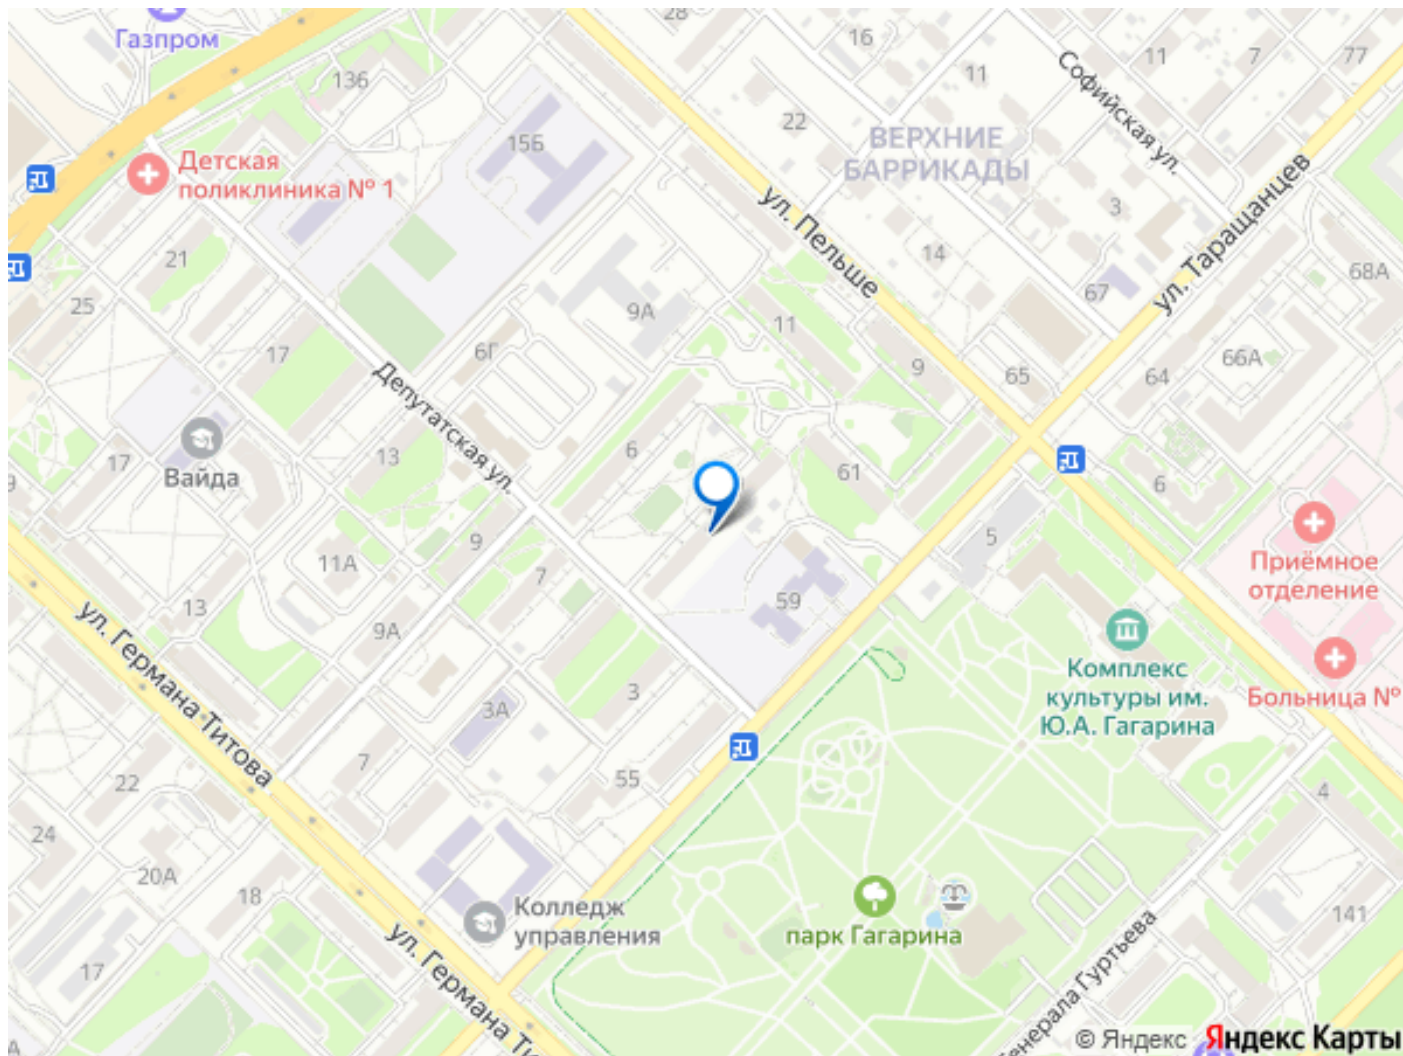 28
Газпром
16
11
11
7
77
Софийская ул.
13б
22
ВЕРХНИЕ
БАРРИКАДЫ
15Б
Детская
поликлиника № 1
ул. Пельше
3
ул. Таращанцев
14
21
68А
67
25
9А
11
6Г
17
9
65
64
66А
Депутатская ул.
13
6
61
17
Вайда
9
6
5
9
7
11А
Приёмное
отделение
59
13
9А
ул. Германа Титова
3
3А
Комплекс
культуры им.
Ю.А. Гагарина
Больница №
7
55
22
4
24
20А
18
Колледж
управления
парк Гагарина
141
17
ул. Германа Ти
Генерала Гуртьева
А
© Яндекс Яндекс Карты